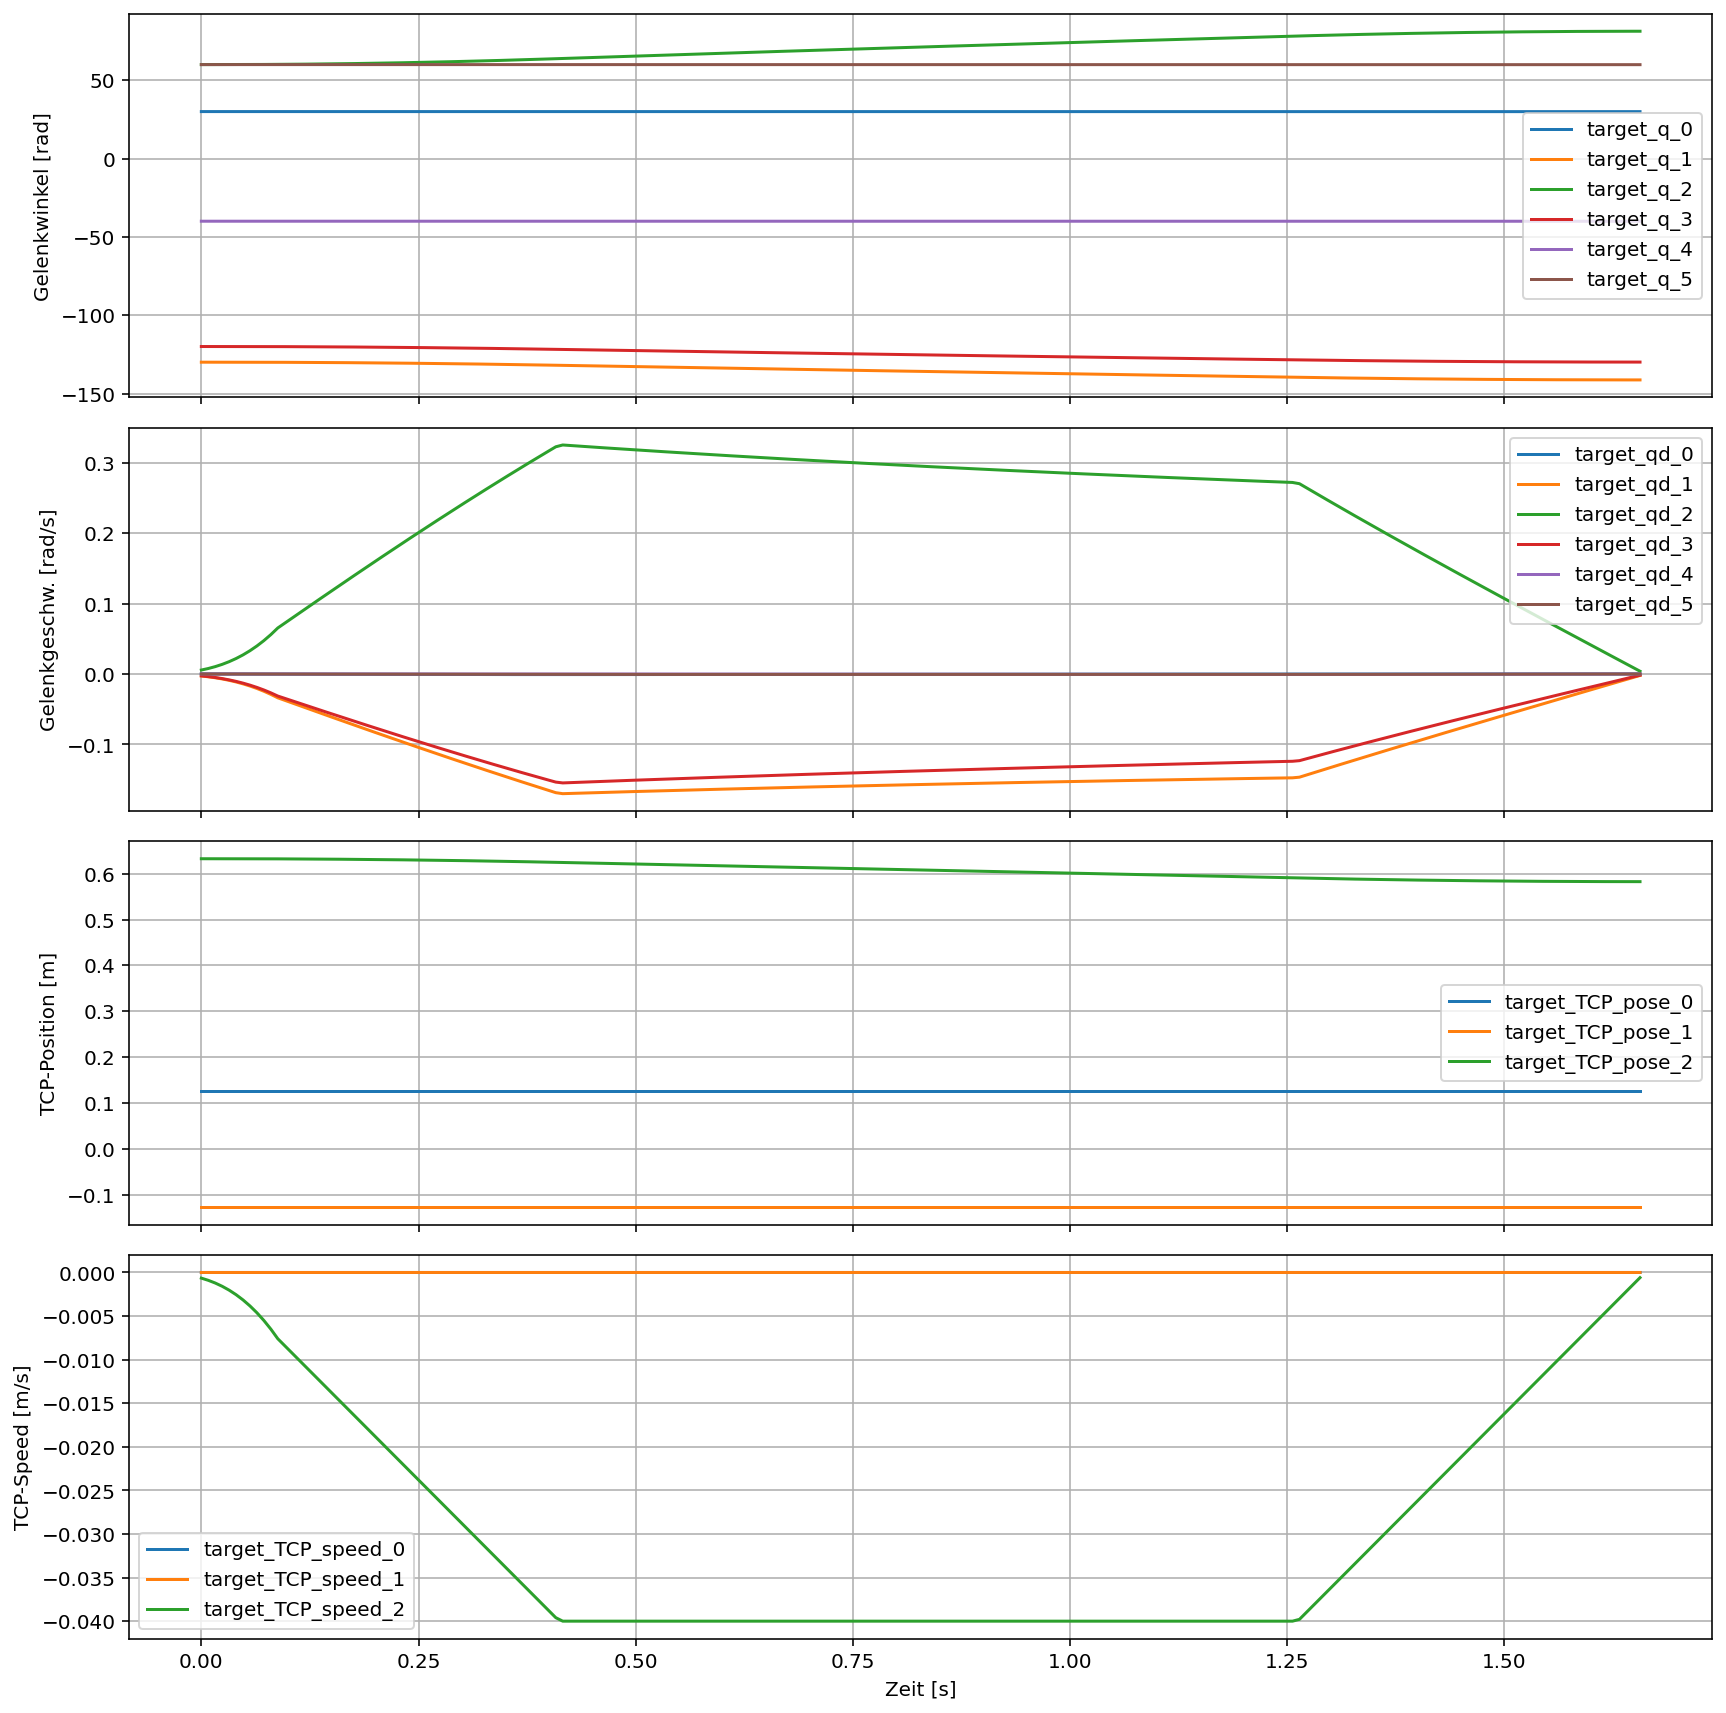 50
0
−50
−100
−150
Gelenkwinkel [rad]
target_q_0
target_q_1
target_q_2
target_q_3
target_q_4
target_q_5
0.3
0.2
0.1
0.0
−0.1
Gelenkgeschw. [rad/s]
target_qd_0
target_qd_1
target_qd_2
target_qd_3
target_qd_4
target_qd_5
0.6
0.5
0.4
0.3
0.2
0.1
0.0
−0.1
TCP-Position [m]
target_TCP_pose_0
target_TCP_pose_1
target_TCP_pose_2
0.000
−0.005
−0.010
−0.015
−0.020
−0.025
−0.030
−0.035
−0.040
TCP-Speed [m/s]
target_TCP_speed_0
target_TCP_speed_1
target_TCP_speed_2
0.00 0.25 0.50 0.75 1.00 1.25 1.50
Zeit [s]